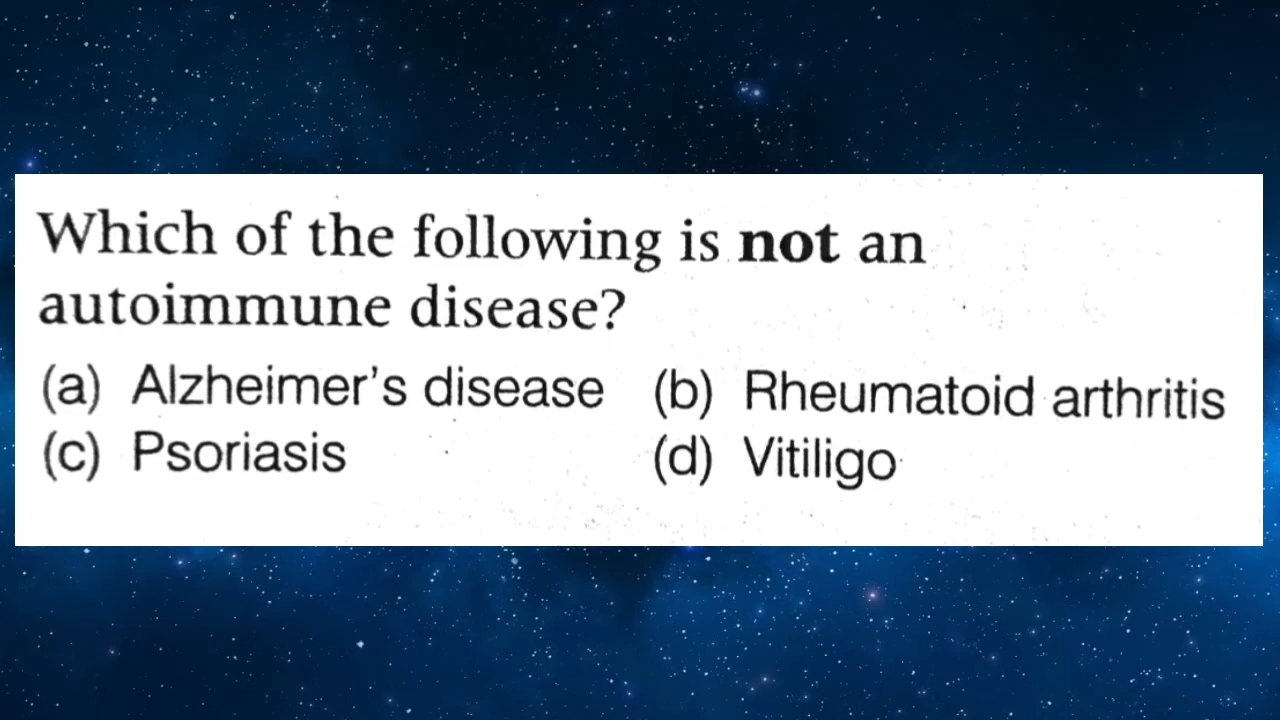 Which of the following is not an
autoimmune disease?
(a) Alzheimer's disease (b) Rheumatoid arthritis
(c) Psoriasis (d) Vitiligo